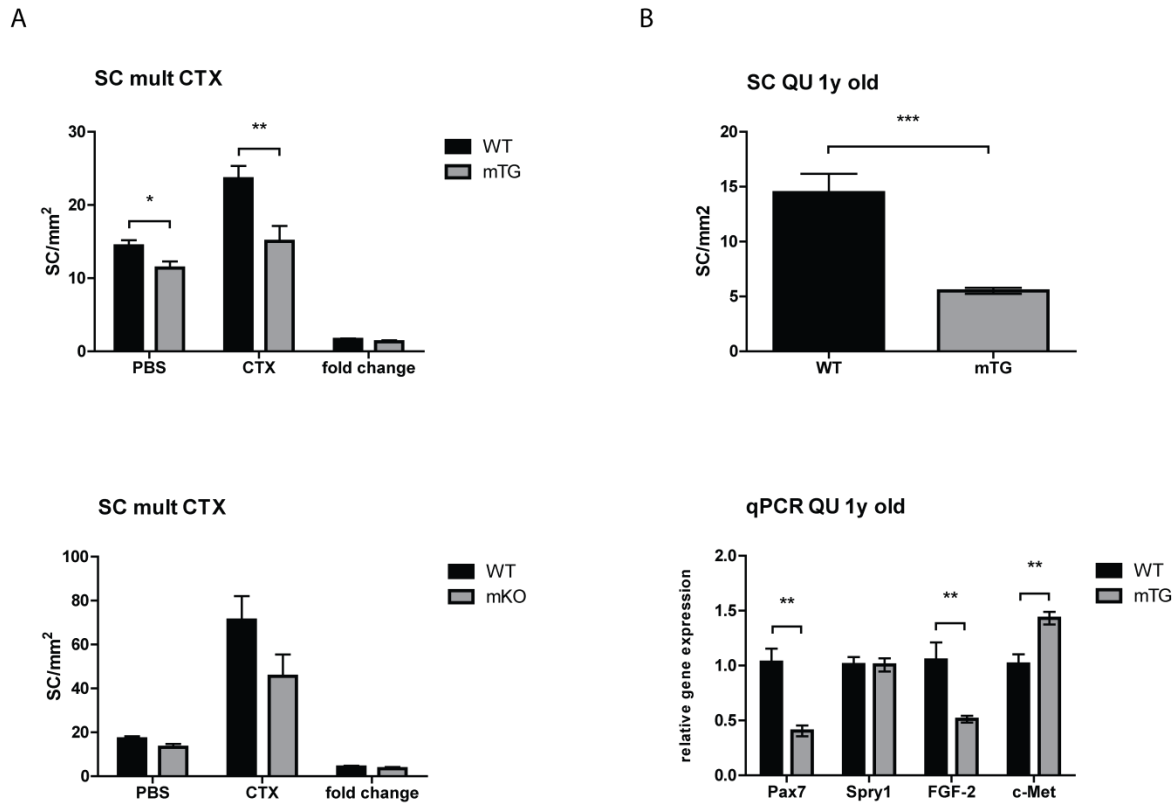 A
SC mult CTX
30
20
10
0
SC/mm²
* **
PBS CTX fold change
WT
mTG
B
SC QU 1y old
20
15
10
5
0
SC/mm2
***
WT mTG
SC mult CTX
100
80
60
40
20
0
SC/mm²
PBS CTX fold change
WT
mKO
qPCR QU 1y old
2.0
1.5
1.0
0.5
0.0
relative gene expression
** ** **
Pax7 Spry1 FGF-2 c-Met
WT
mTG